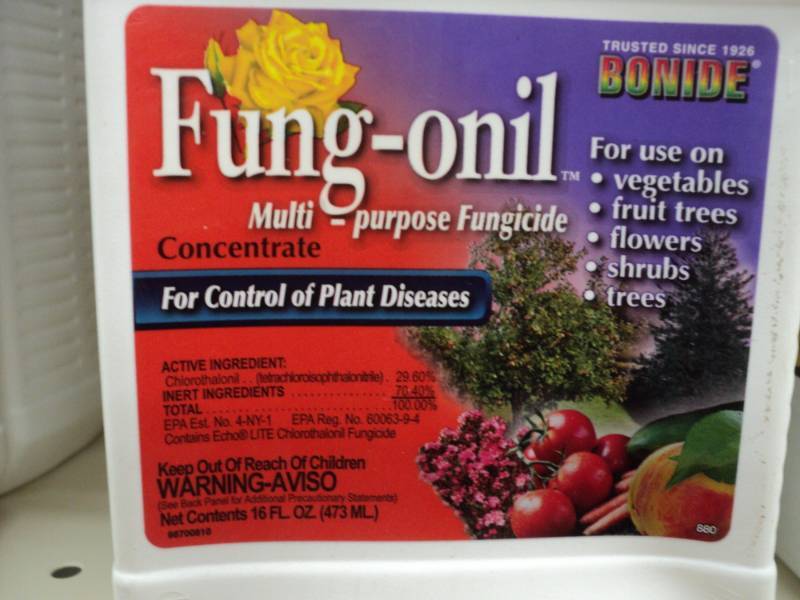 TRUSTED SINCE 1926
BONIDE®
Fung-onil™
Multi-purpose Fungicide
Concentrate
For Control of Plant Diseases
For use on
• vegetables
• fruit trees
• flowers
• shrubs
• trees
ACTIVE INGREDIENT:
Chlorothalonil . . (tetrachloroisophthalonitrile) . 29.60%
INERT INGREDIENTS .................. 70.40%
TOTAL .................................. 100.00%
EPA Est. No. 4-NY-1 EPA Reg. No. 60063-9-4
Contains Echo® LITE Chlorothalonil Fungicide
Keep Out Of Reach Of Children
WARNING-AVISO
(See Back Panel for Additional Precautionary Statements)
Net Contents 16 FL. OZ. (473 ML.)
880